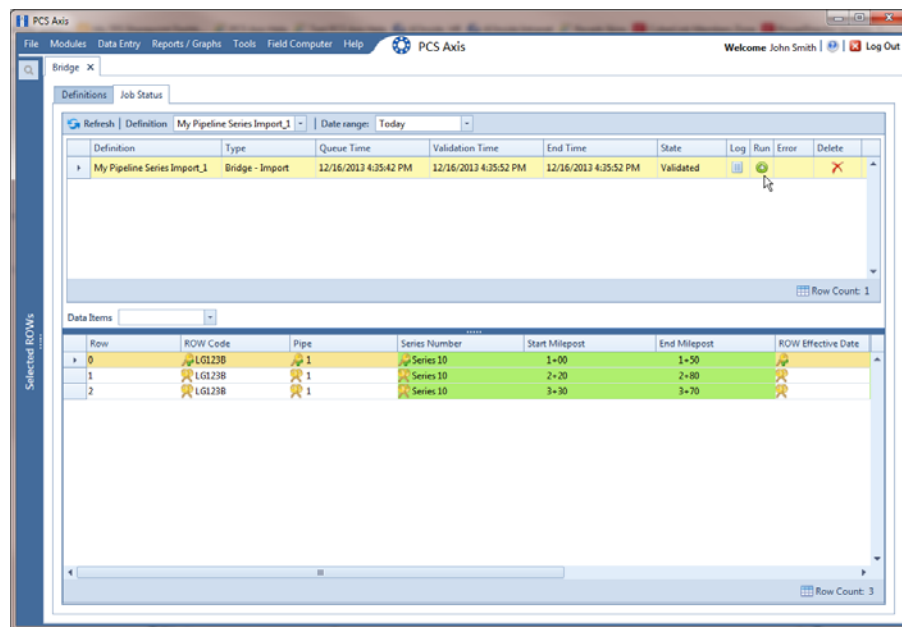 PCS Axis
File Modules Data Entry Reports / Graphs Tools Field Computer Help PCS Axis Welcome John Smith | | Log Out
Bridge X
Definitions Job Status
Refresh | Definition My Pipeline Series Import_1 | Date range: Today
Definition Type Queue Time Validation Time End Time State Log Run Error Delete
My Pipeline Series Import_1 Bridge - Import 12/16/2013 4:35:42 PM 12/16/2013 4:35:52 PM 12/16/2013 4:35:52 PM Validated
Row Count: 1
Selected ROWs
Data Items
Row ROW Code Pipe Series Number Start Milepost End Milepost ROW Effective Date
0 LG123B 1 Series 10 1+00 1+50
1 LG123B 1 Series 10 2+20 2+80
2 LG123B 1 Series 10 3+30 3+70
Row Count: 3